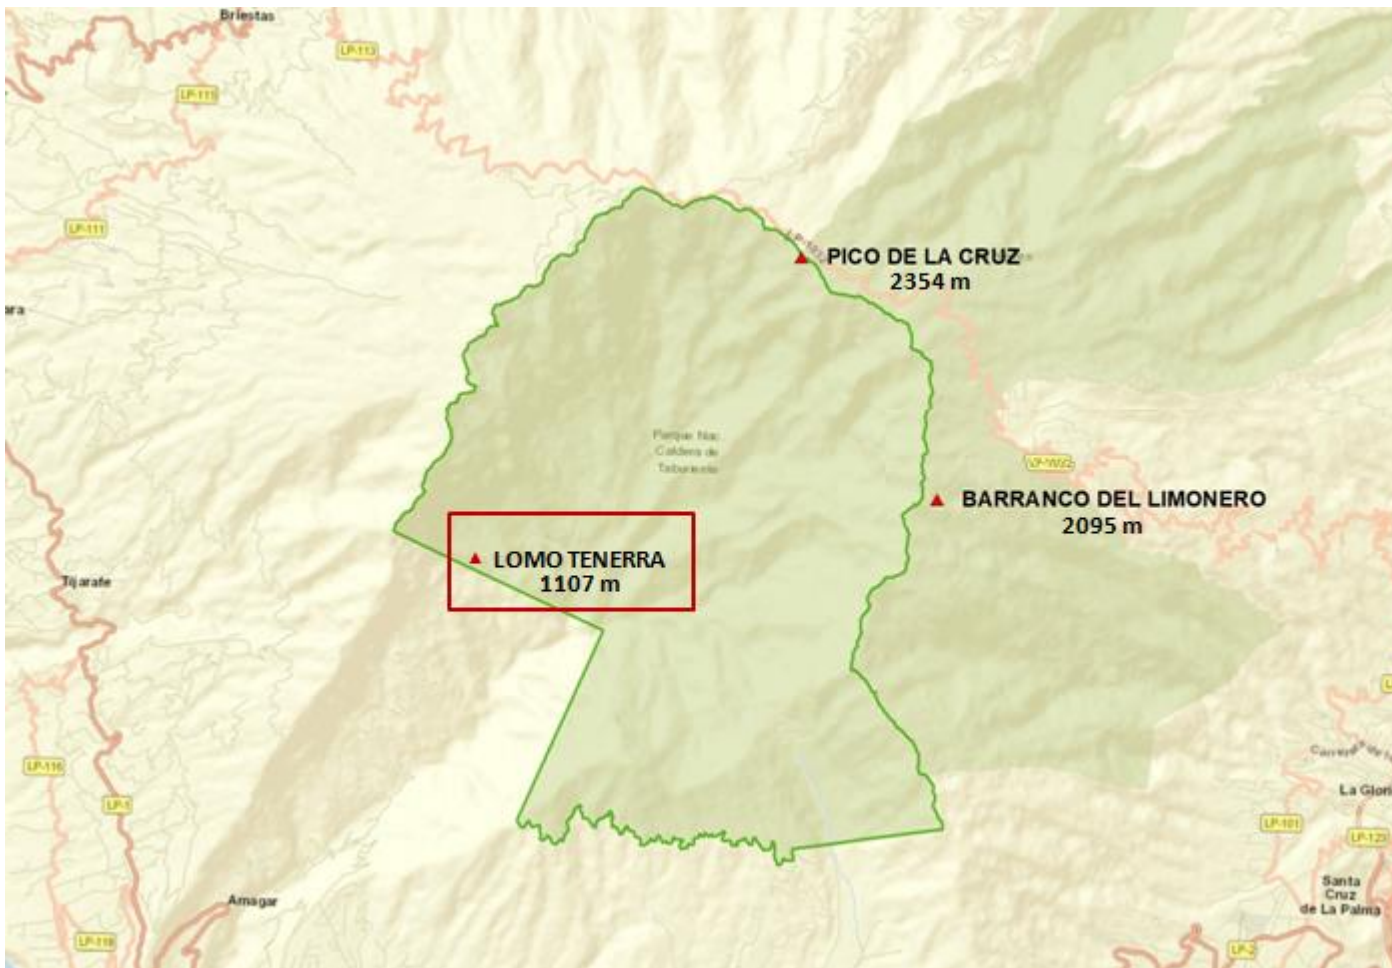 Briestas
LP-113
LP-111
LP-111
PICO DE LA CRUZ
2354 m
Parque Nac
Caldera de
Taburiente
BARRANCO DEL LIMONERO
2095 m
LOMO TENERRA
1107 m
Tijarafe
LP-116
LP-1
La Glori
LP-101
LP-123
Santa
Cruz
de La Palma
Amagar
LP-118
LP-2